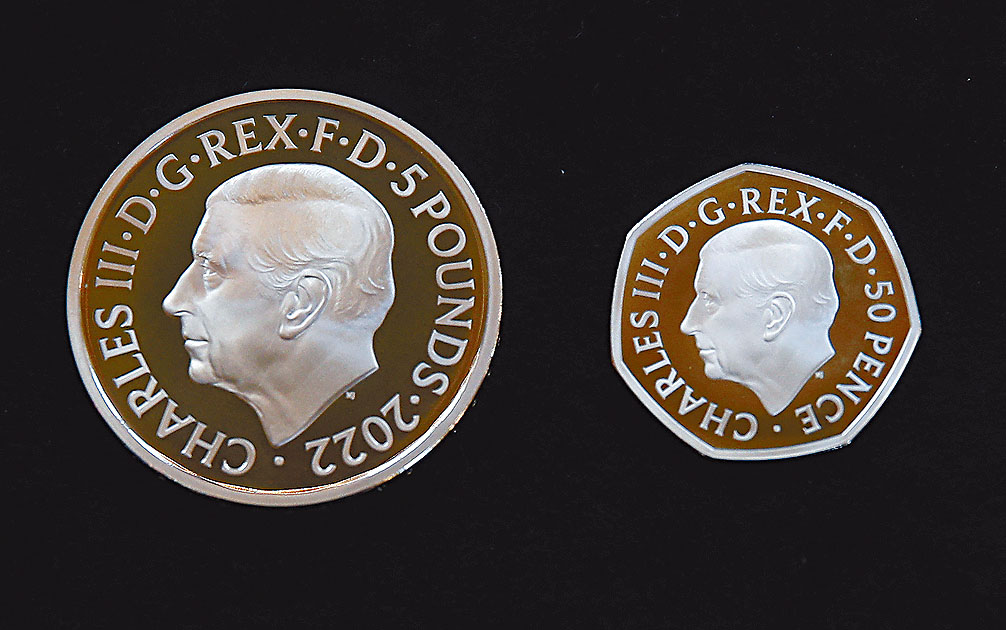 CHARLES III·D·G·REX·F·D·5 POUNDS·2022·
CHARLES III·D·G·REX·F·D·50 PENCE·